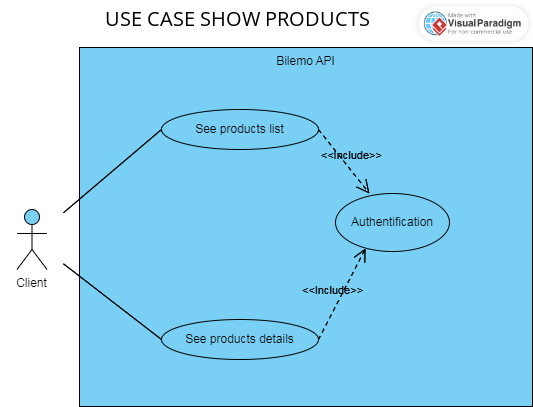 USE CASE SHOW PRODUCTS
Made with
Visual Paradigm
For non-commercial use
Bilemo API
See products list
<<Include>>
Authentification
Client
<<Include>>
See products details